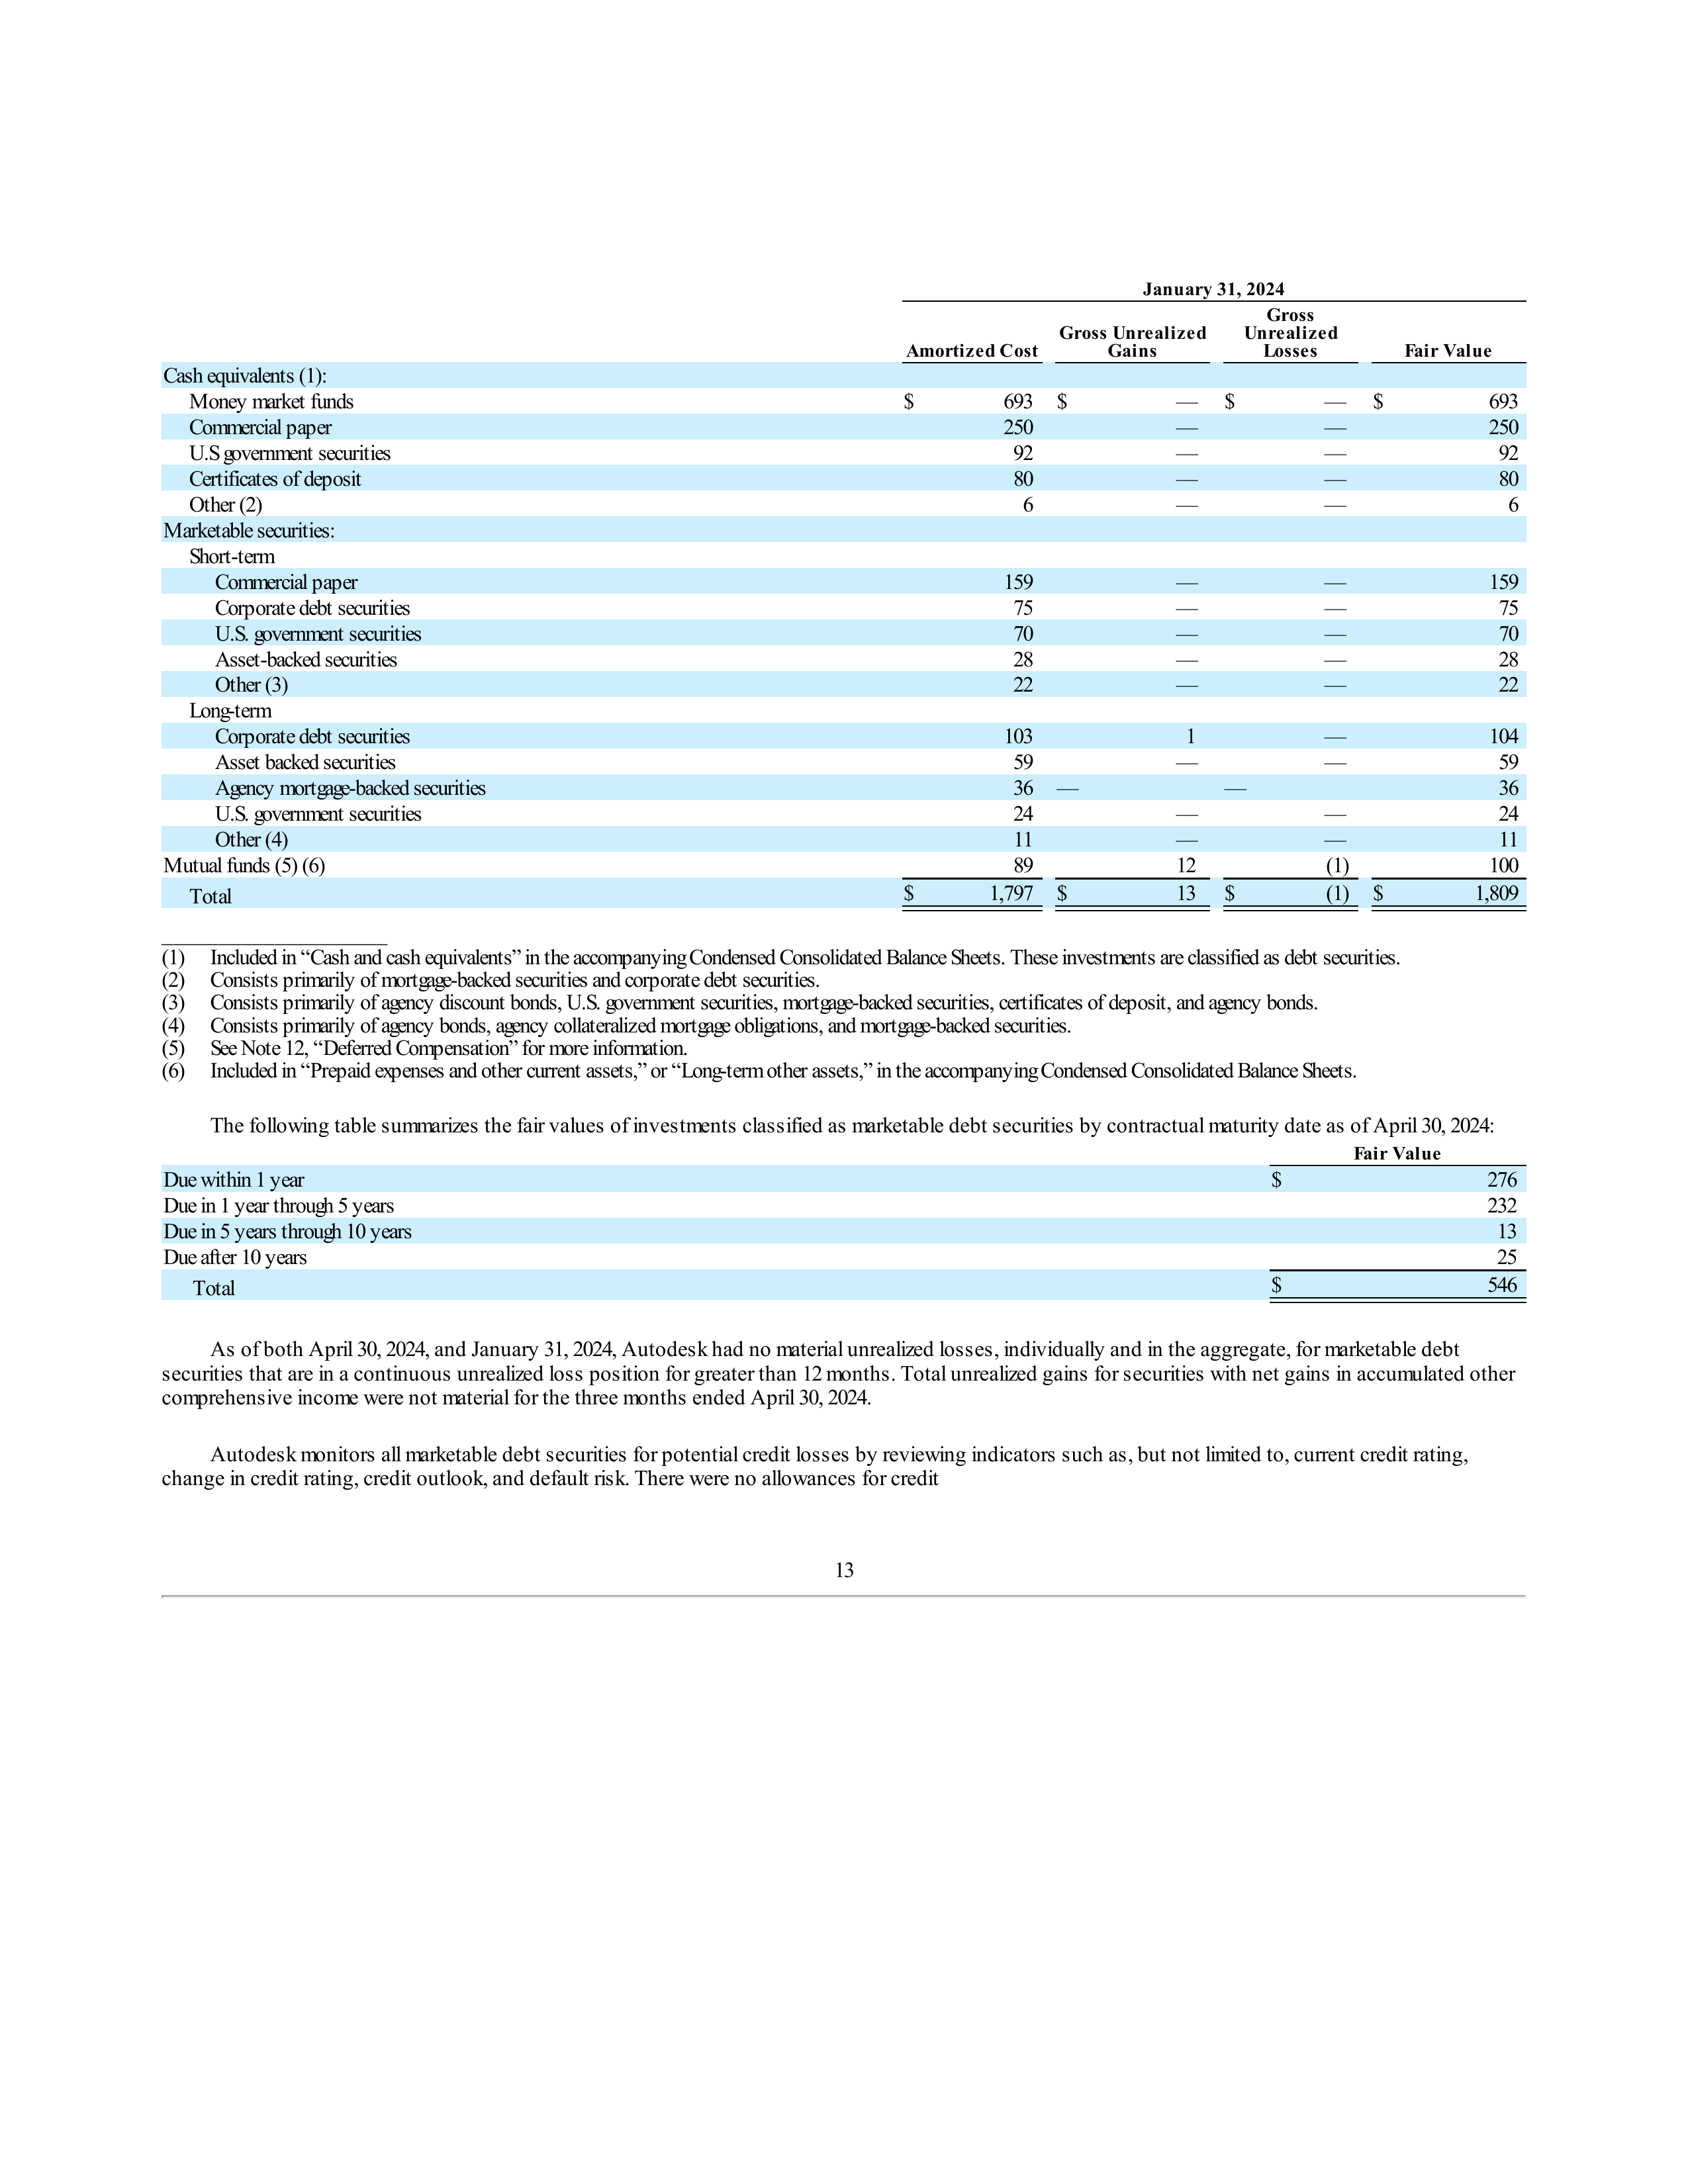 January 31, 2024
Amortized Cost Gross Unrealized Gains Gross Unrealized Losses Fair Value
Cash equivalents (1):
Money market funds $ 693 $ — $ — $ 693
Commercial paper 250 — — 250
U.S government securities 92 — — 92
Certificates of deposit 80 — — 80
Other (2) 6 — — 6
Marketable securities:
Short-term
Commercial paper 159 — — 159
Corporate debt securities 75 — — 75
U.S. government securities 70 — — 70
Asset-backed securities 28 — — 28
Other (3) 22 — — 22
Long-term
Corporate debt securities 103 1 — 104
Asset backed securities 59 — — 59
Agency mortgage-backed securities 36 — — 36
U.S. government securities 24 — — 24
Other (4) 11 — — 11
Mutual funds (5) (6) 89 12 (1) 100
Total $ 1,797 $ 13 $ (1) $ 1,809
(1) Included in “Cash and cash equivalents” in the accompanying Condensed Consolidated Balance Sheets. These investments are classified as debt securities.
(2) Consists primarily of mortgage-backed securities and corporate debt securities.
(3) Consists primarily of agency discount bonds, U.S. government securities, mortgage-backed securities, certificates of deposit, and agency bonds.
(4) Consists primarily of agency bonds, agency collateralized mortgage obligations, and mortgage-backed securities.
(5) See Note 12, “Deferred Compensation” for more information.
(6) Included in “Prepaid expenses and other current assets,” or “Long-term other assets,” in the accompanying Condensed Consolidated Balance Sheets.
The following table summarizes the fair values of investments classified as marketable debt securities by contractual maturity date as of April 30, 2024:
Fair Value
Due within 1 year $ 276
Due in 1 year through 5 years 232
Due in 5 years through 10 years 13
Due after 10 years 25
Total $ 546
As of both April 30, 2024, and January 31, 2024, Autodesk had no material unrealized losses, individually and in the aggregate, for marketable debt
securities that are in a continuous unrealized loss position for greater than 12 months. Total unrealized gains for securities with net gains in accumulated other
comprehensive income were not material for the three months ended April 30, 2024.
Autodesk monitors all marketable debt securities for potential credit losses by reviewing indicators such as, but not limited to, current credit rating,
change in credit rating, credit outlook, and default risk. There were no allowances for credit
13